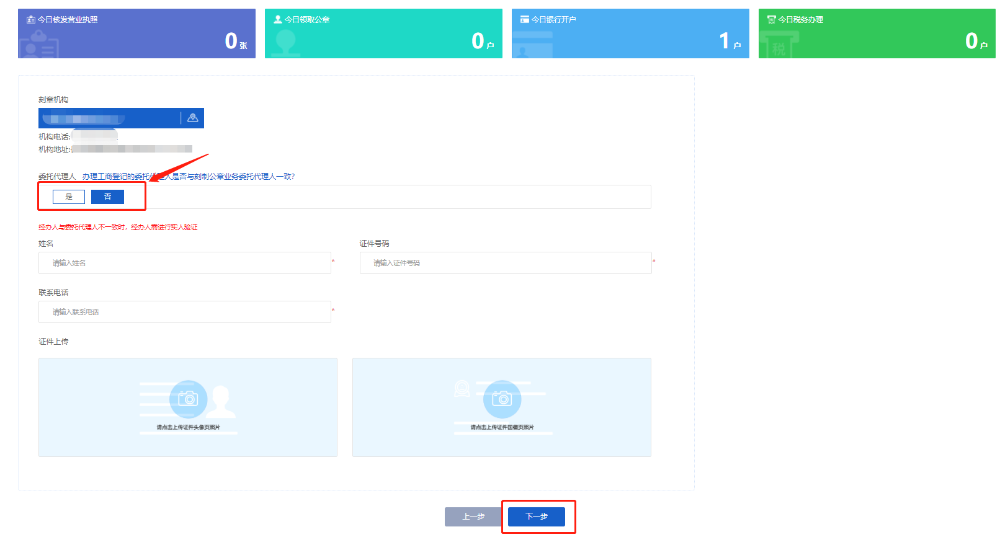 今日核发营业执照
0 张
今日领取公章
0 户
今日银行开户
1 户
今日税务办理
税
0 户
刻章机构
机构电话:
机构地址:
委托代理人 办理工商登记的委托代理人是否与刻制公章业务委托代理人一致?
是 否
经办人与委托代理人不一致时，经办人需进行实人验证
姓名 证件号码
请输入姓名 * 请输入证件号码 *
联系电话
请输入联系电话 *
证件上传
请点击上传证件头像页照片 请点击上传证件国徽页照片
上一步 下一步